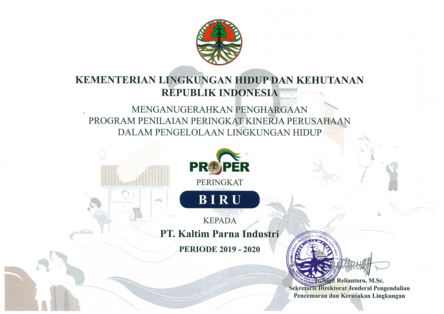 KEMENTERIAN LINGKUNGAN HIDUP DAN KEHUTANAN
REPUBLIK INDONESIA
MENGANUGERAHKAN PENGHARGAAN
PROGRAM PENILAIAN PERINGKAT KINERJA PERUSAHAAN
DALAM PENGELOLAAN LINGKUNGAN HIDUP
PROPER
PERINGKAT
BIRU
KEPADA
PT. Kaltim Parna Industri
PERIODE 2019 - 2020
Sigit Reliantoro, M.Sc.
Sekretaris Direktorat Jenderal Pengendalian
Pencemaran dan Kerusakan Lingkungan